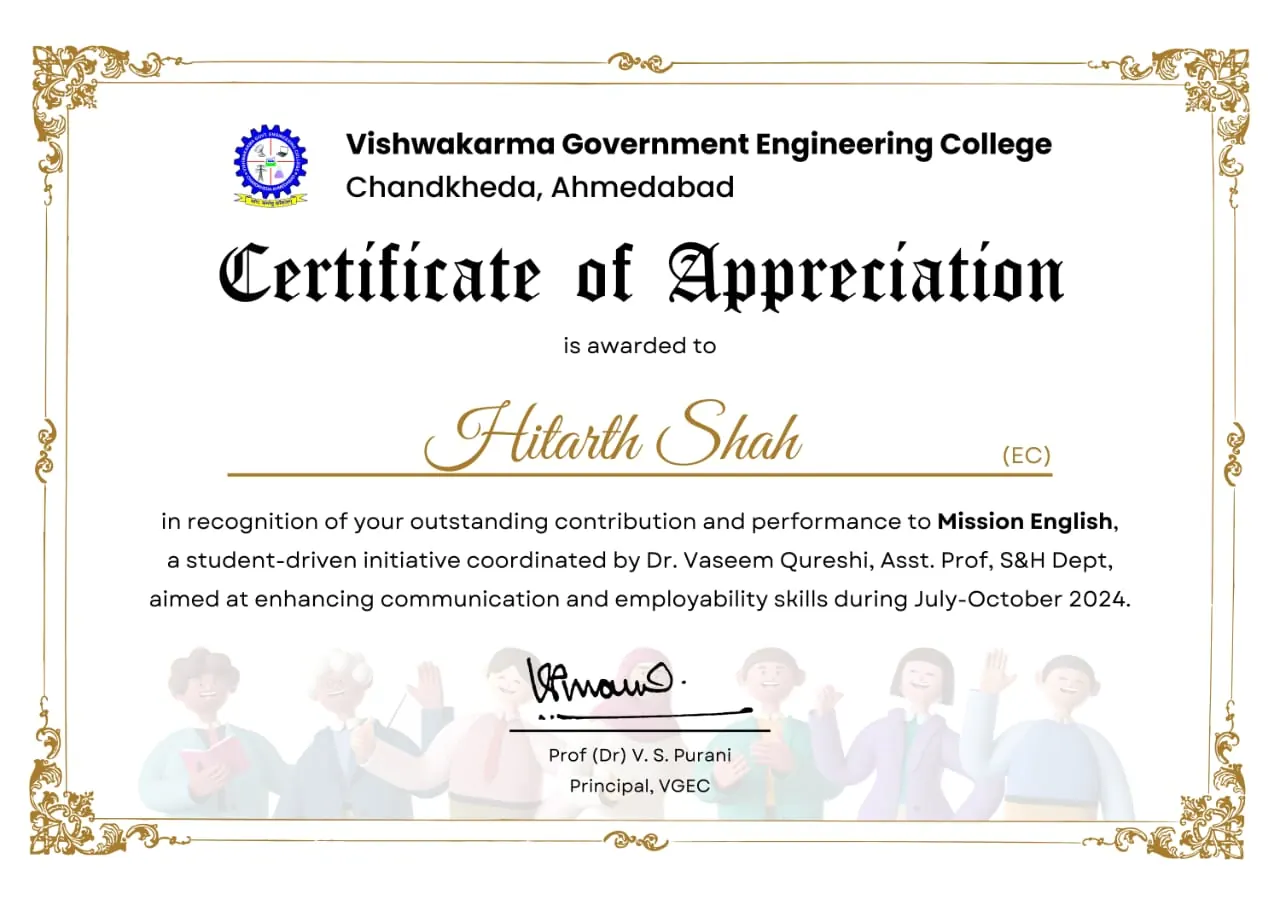 Vishwakarma Government Engineering College
Chandkheda, Ahmedabad
Certificate of Appreciation
is awarded to
Hitarth Shah (EC)
in recognition of your outstanding contribution and performance to Mission English,
a student-driven initiative coordinated by Dr. Vaseem Qureshi, Asst. Prof, S&H Dept,
aimed at enhancing communication and employability skills during July-October 2024.
Prof (Dr) V. S. Purani
Principal, VGEC